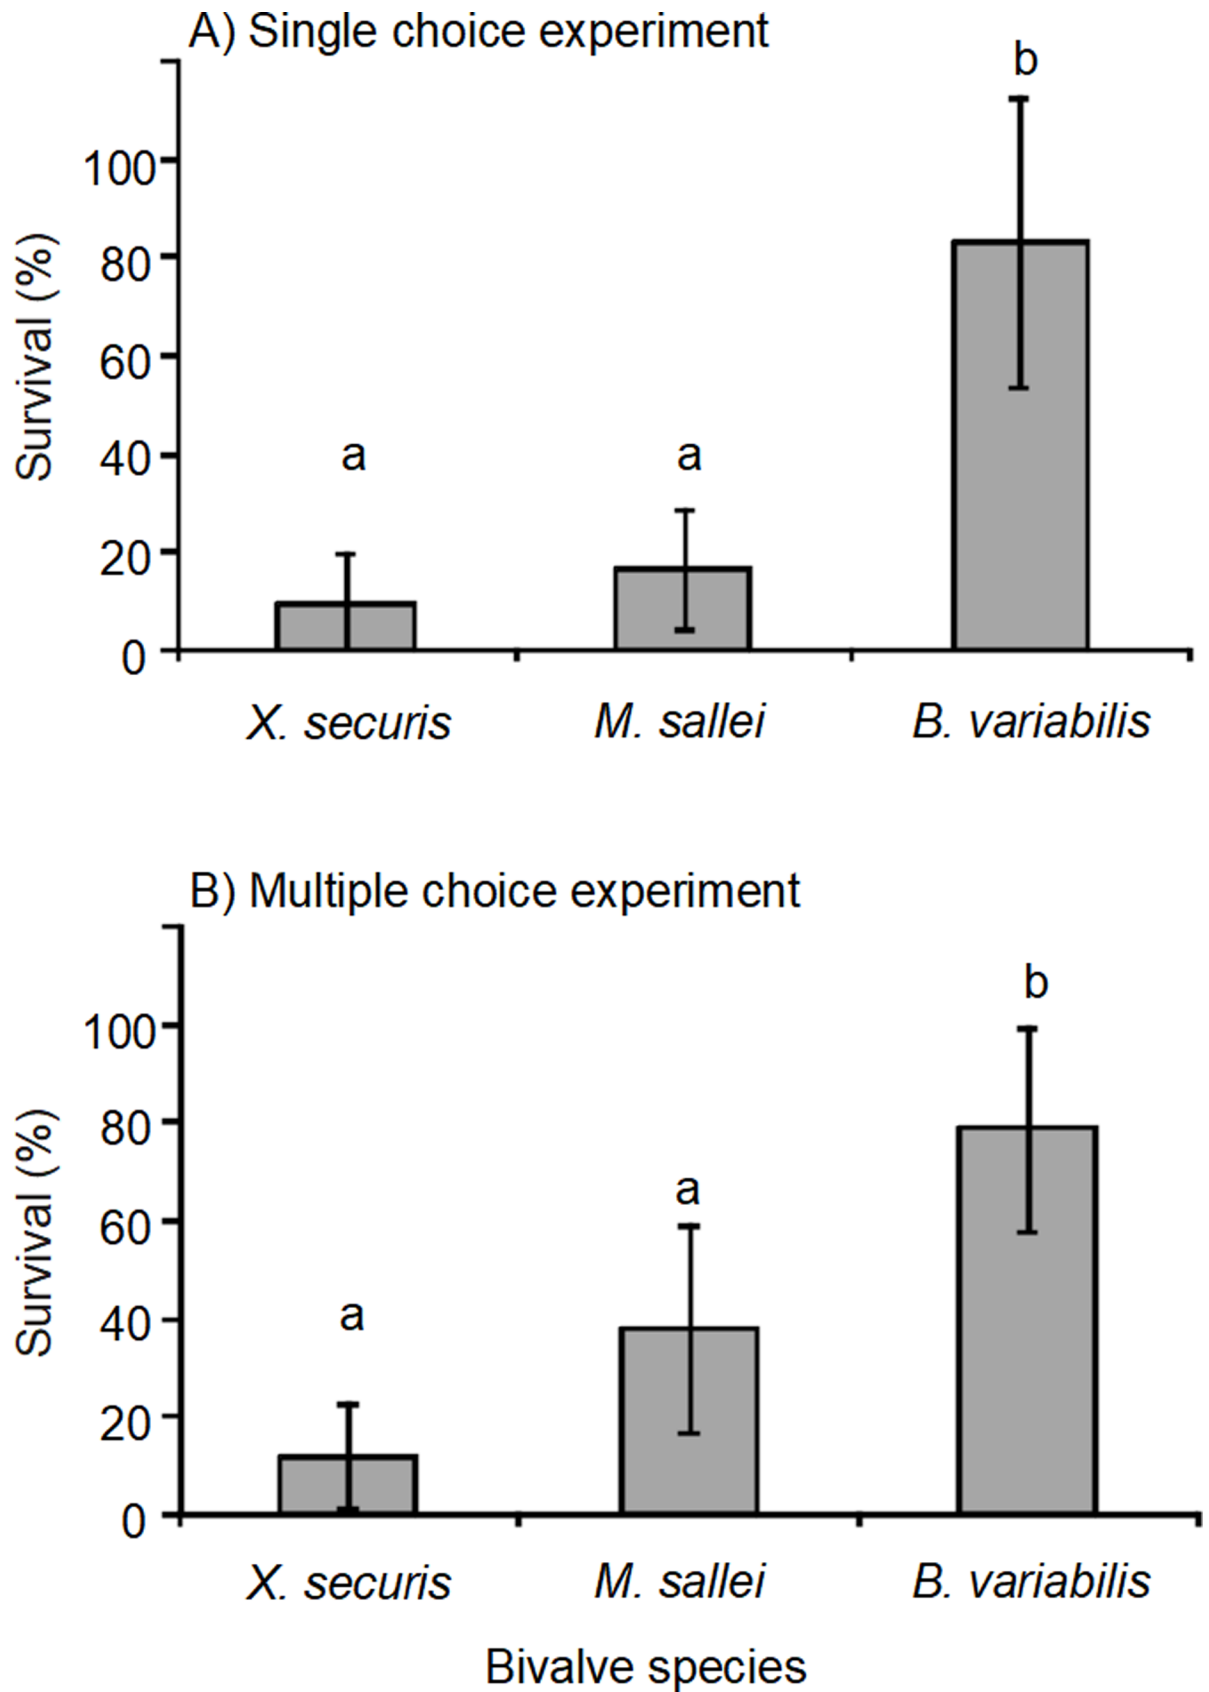 A) Single choice experiment
b
100
80
60
40
20
0
Survival (%)
a
a
X. securis
M. sallei
B. variabilis
B) Multiple choice experiment
b
100
80
60
40
20
0
Survival (%)
a
a
X. securis
M. sallei
B. variabilis
Bivalve species